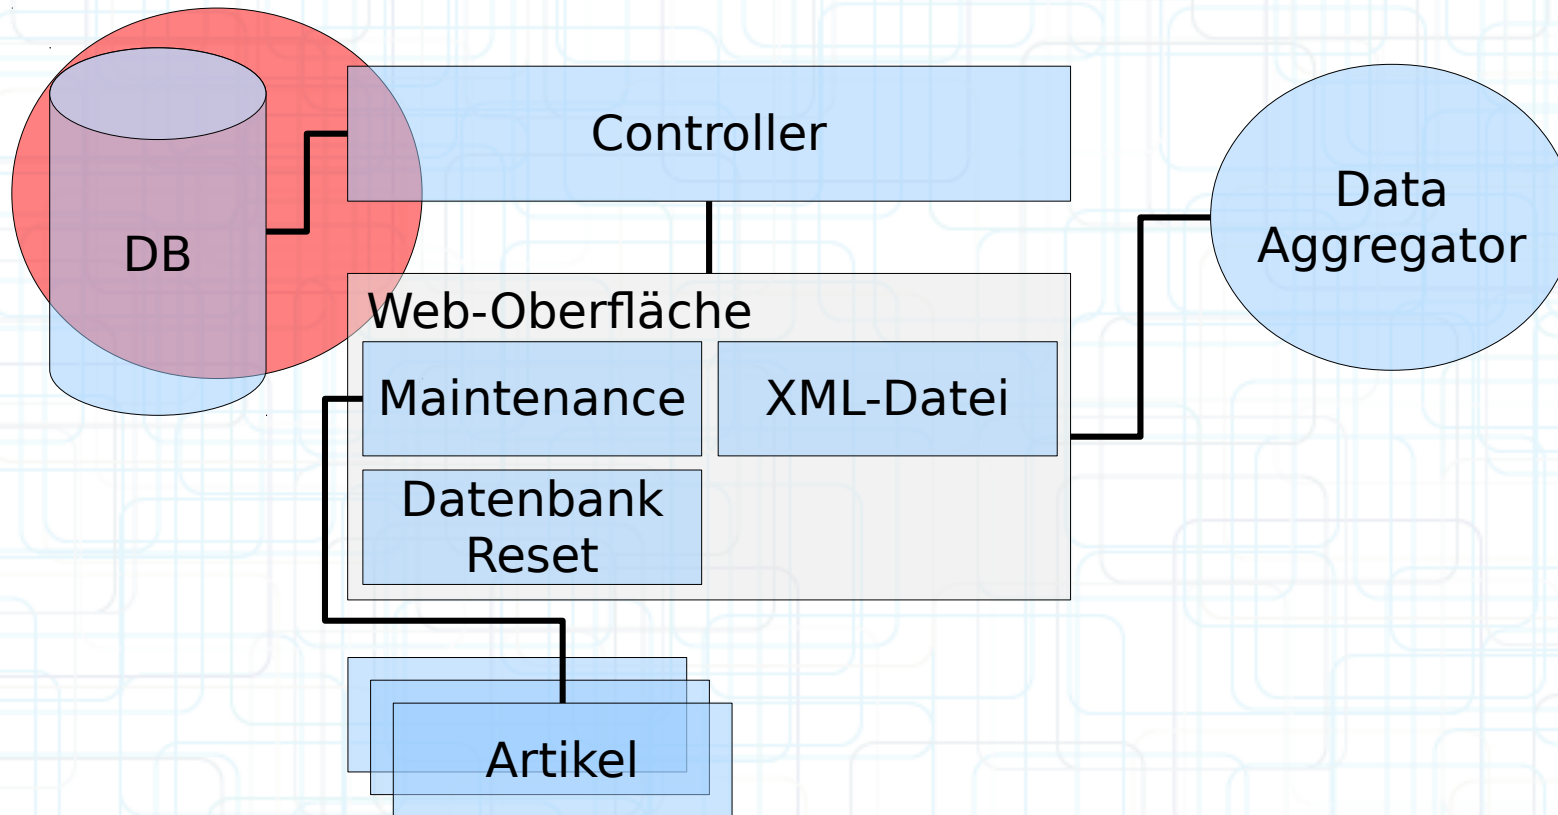 Controller
Data
Aggregator
DB
Web-Oberfläche
Maintenance
XML-Datei
Datenbank
Reset
Artikel